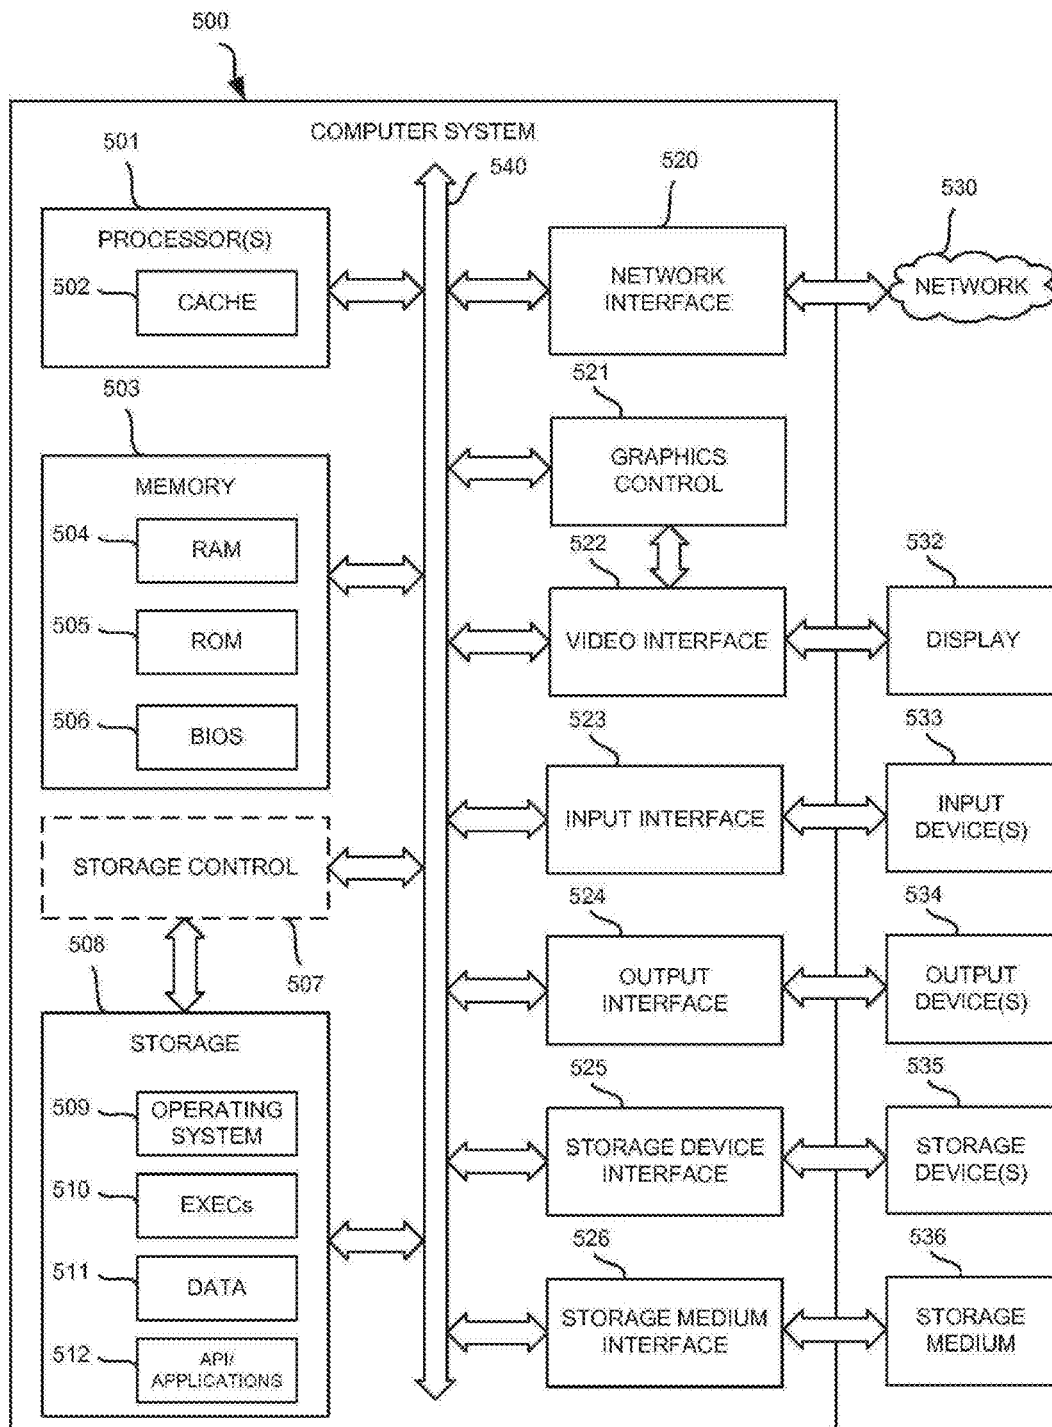 500
COMPUTER SYSTEM
501
540
520
530
PROCESSOR(S)
502
CACHE
NETWORK
INTERFACE
NETWORK
503
521
MEMORY
GRAPHICS
CONTROL
504
RAM
522
532
505
ROM
VIDEO INTERFACE
DISPLAY
506
BIOS
523
533
INPUT INTERFACE
INPUT
DEVICE(S)
STORAGE CONTROL
524
534
508
507
OUTPUT
INTERFACE
OUTPUT
DEVICE(S)
STORAGE
525
535
509
OPERATING
SYSTEM
STORAGE DEVICE
INTERFACE
STORAGE
DEVICE(S)
510
EXECs
526
536
511
DATA
STORAGE MEDIUM
INTERFACE
STORAGE
MEDIUM
512
API/
APPLICATIONS